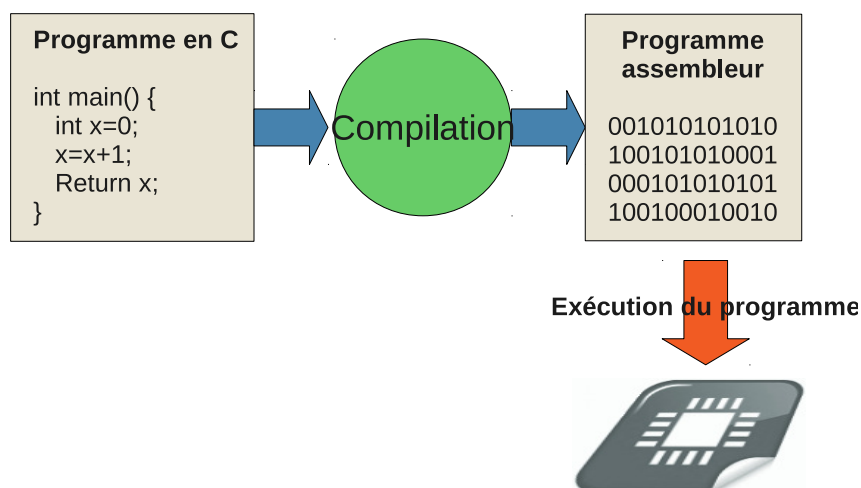 Programme en C
int main() {
int x=0;
x=x+1;
Return x;
}
Compilation
Programme
assembleur
001010101010
100101010001
000101010101
100100010010
Exécution du programme